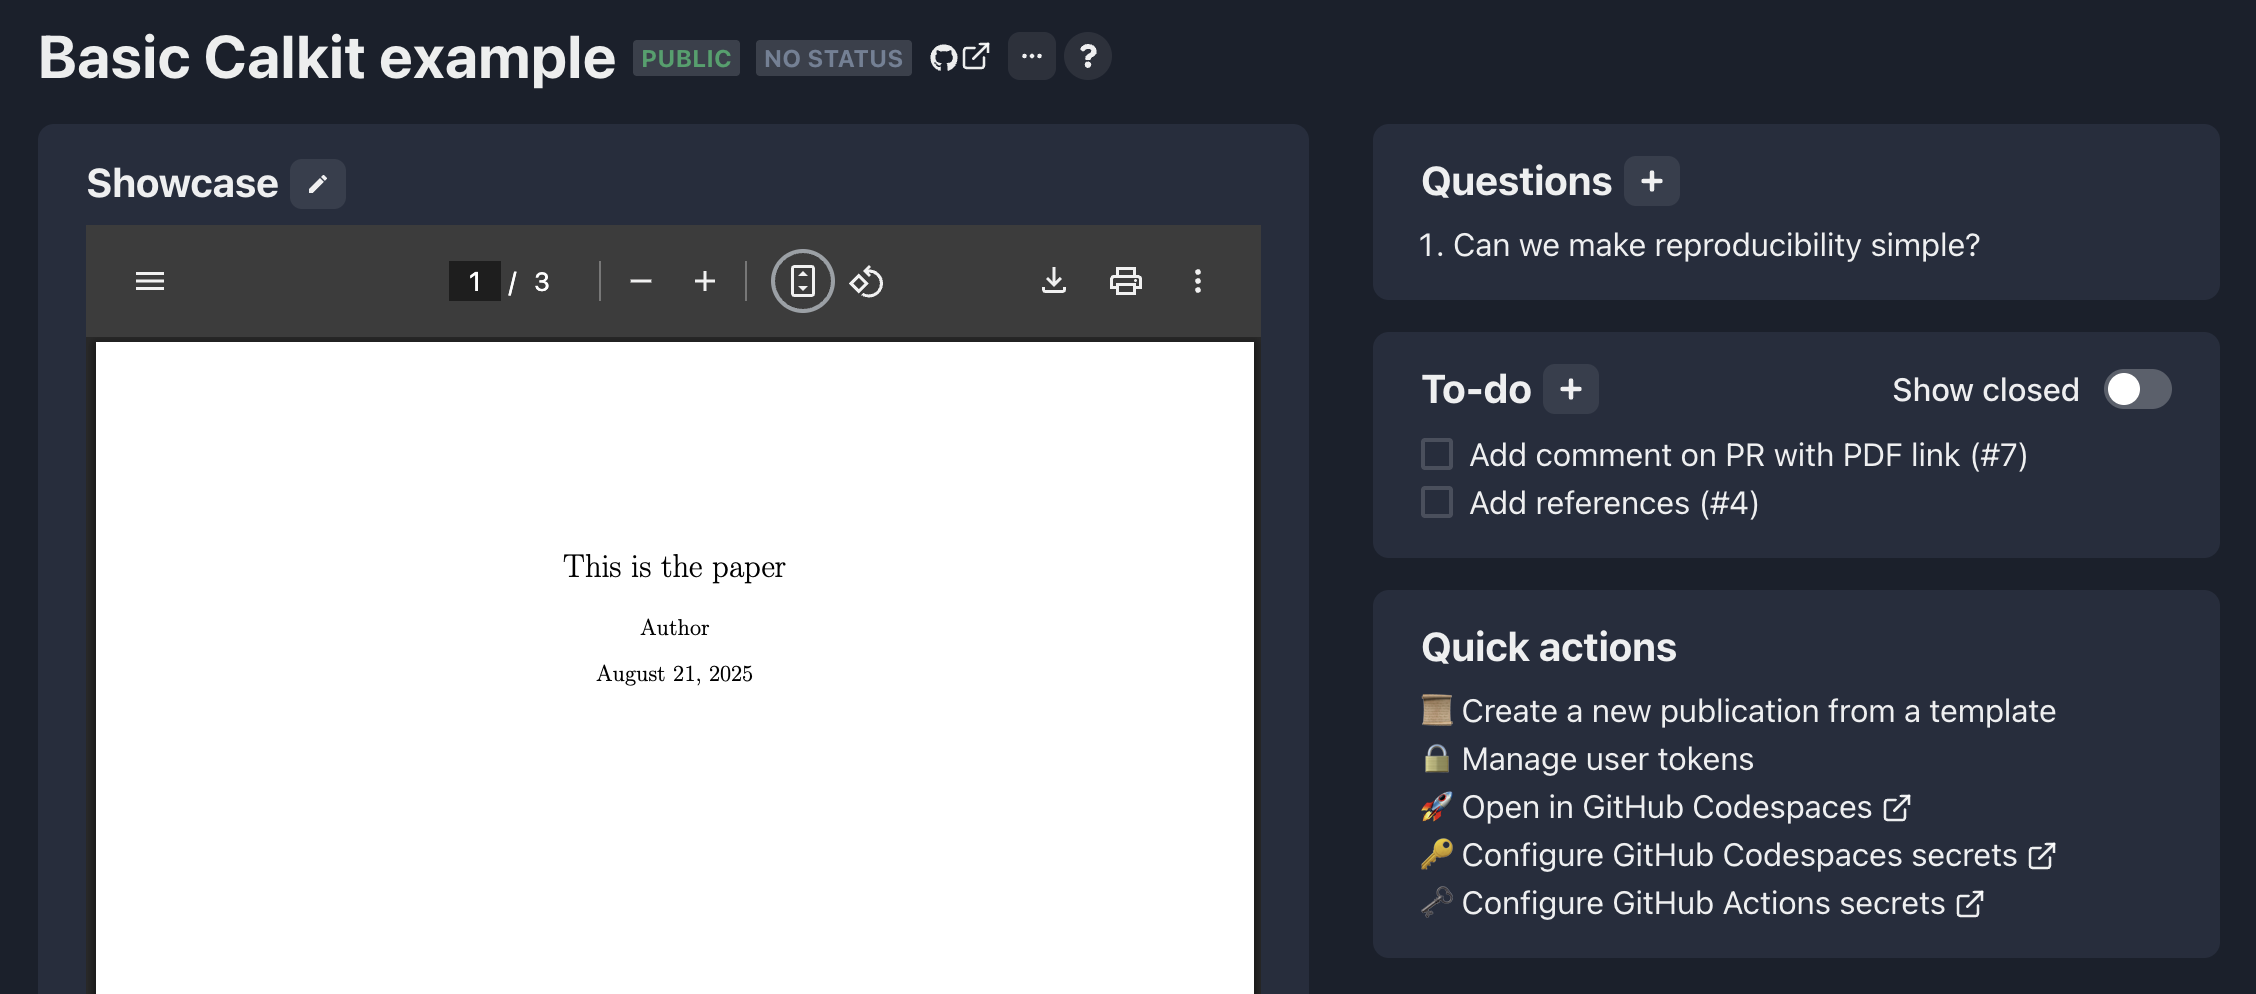 Basic Calkit example PUBLIC NO STATUS ... ?
Showcase
1 / 3
This is the paper
Author
August 21, 2025
Questions +
1. Can we make reproducibility simple?
To-do + Show closed
Add comment on PR with PDF link (#7)
Add references (#4)
Quick actions
Create a new publication from a template
Manage user tokens
Open in GitHub Codespaces
Configure GitHub Codespaces secrets
Configure GitHub Actions secrets